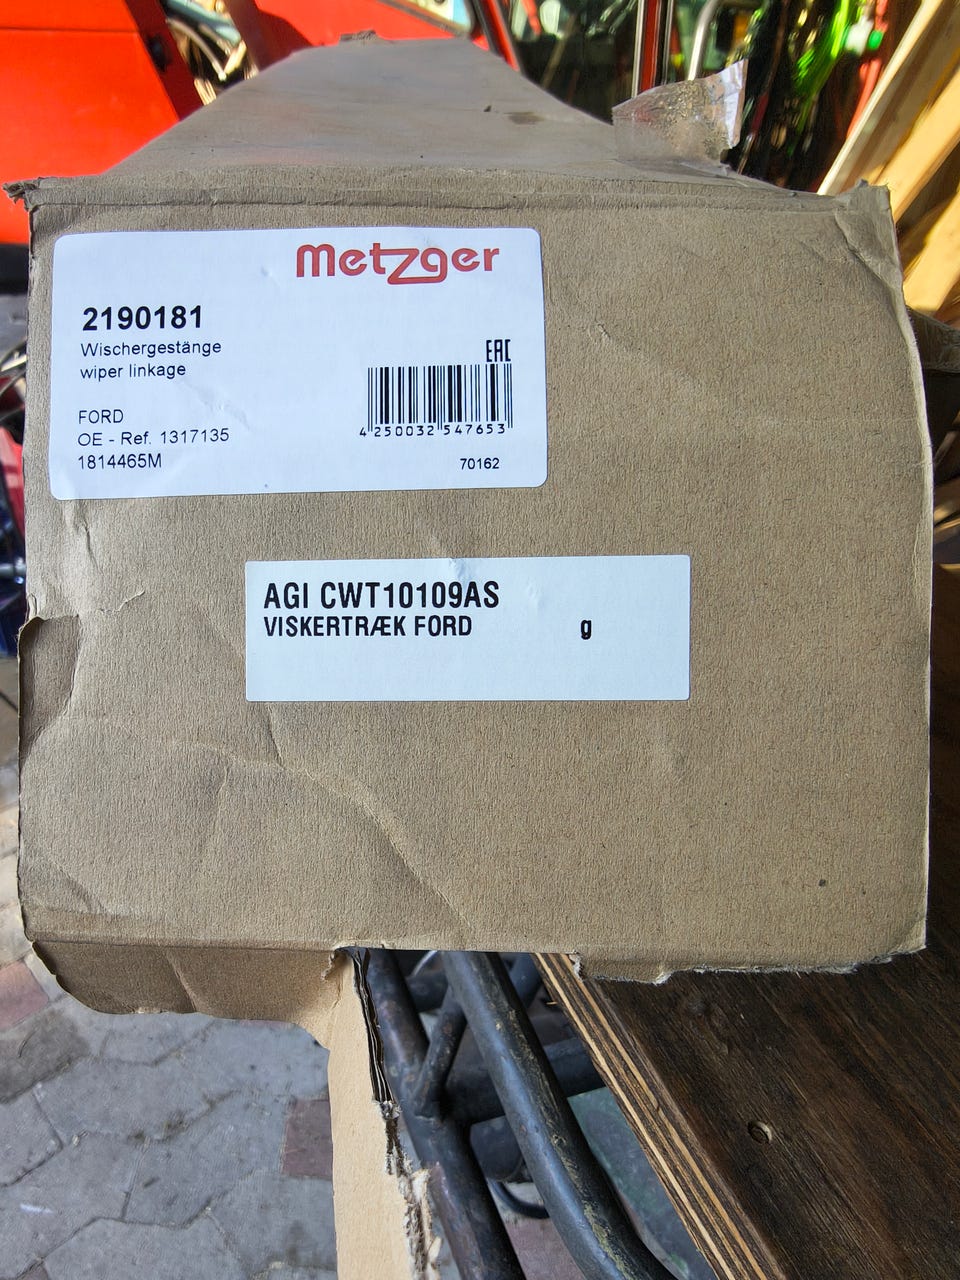 Metzger
2190181
Wischergestänge
wiper linkage
EAC
FORD
OE - Ref. 1317135
1814465M
4 250032 547653
70162
AGI CWT10109AS
VISKERTRÆK FORD g